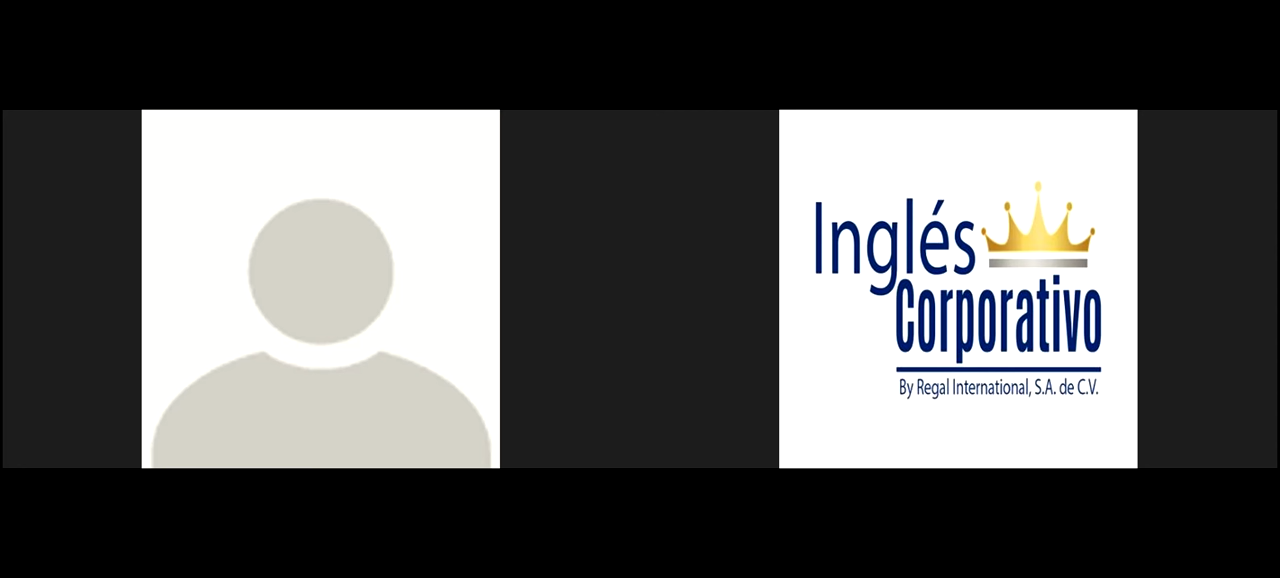 Inglés
Corporativo
By Regal International, S.A. de C.V.